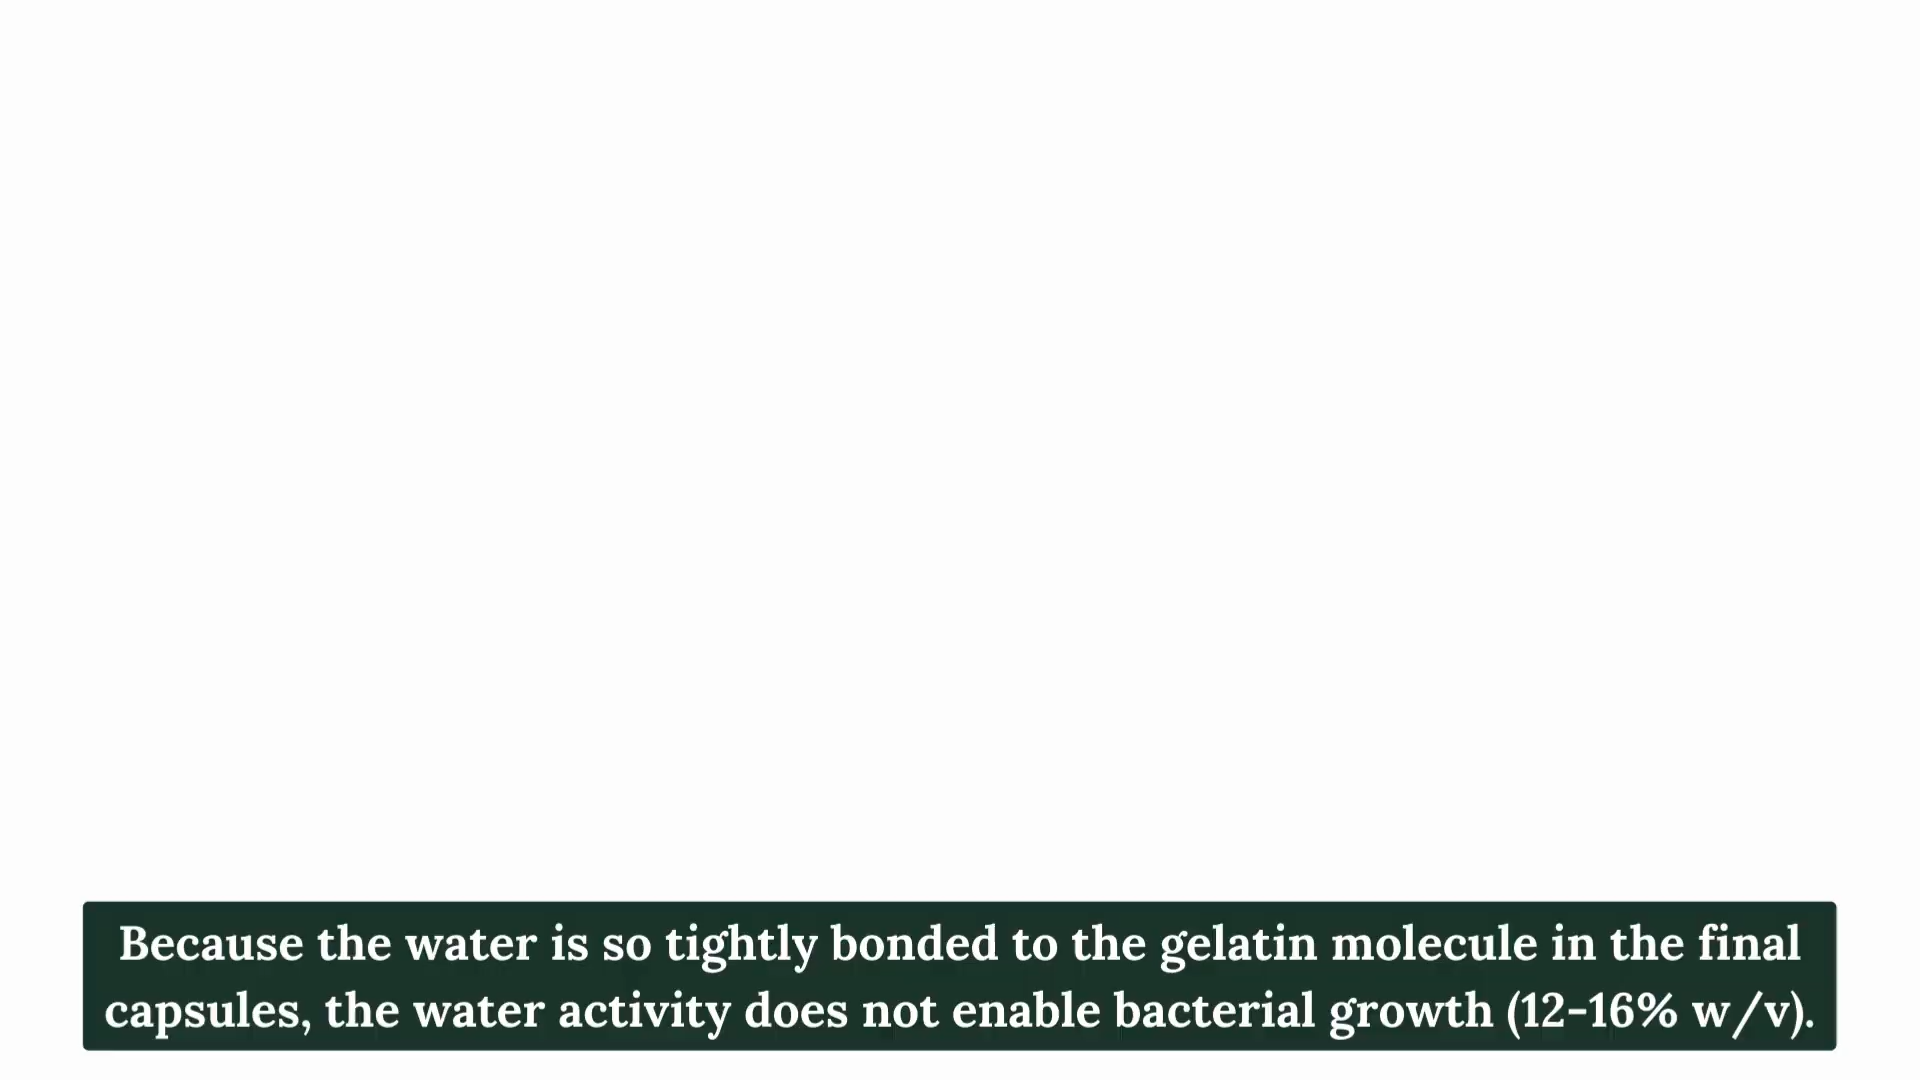 Because the water is so tightly bonded to the gelatin molecule in the final
capsules, the water activity does not enable bacterial growth (12-16% w/v).